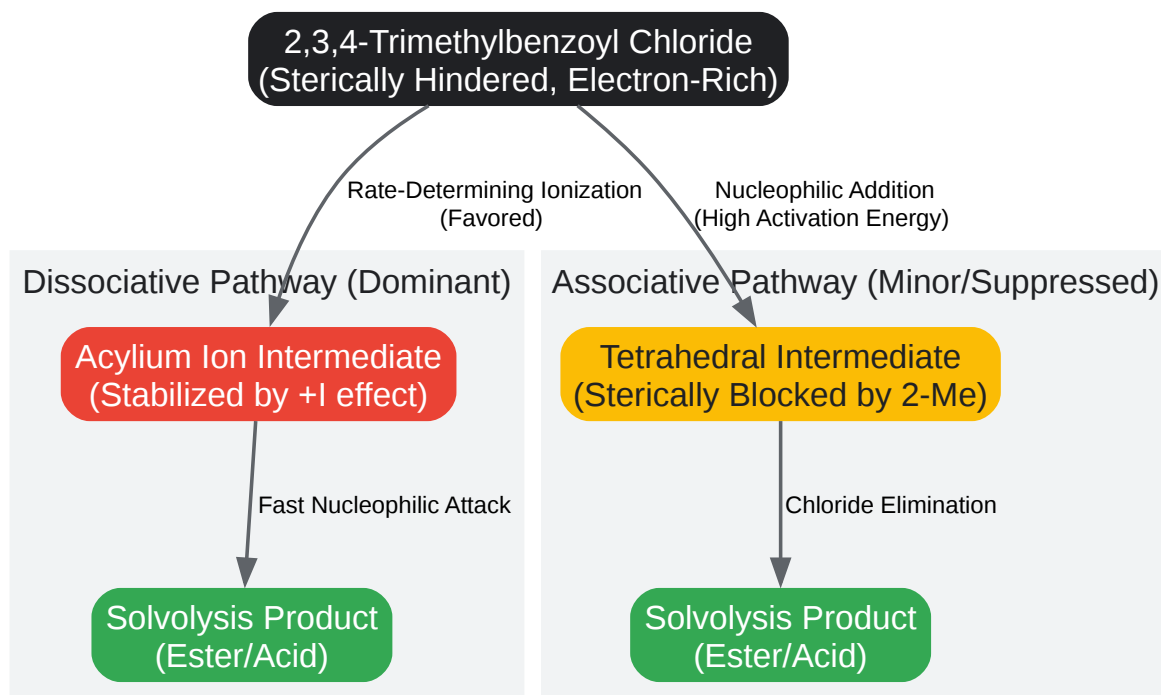 2,3,4-Trimethylbenzoyl Chloride
(Sterically Hindered, Electron-Rich)
Rate-Determining Ionization
(Favored)
Nucleophilic Addition
(High Activation Energy)
Dissociative Pathway (Dominant)
Associative Pathway (Minor/Suppressed)
Acylium Ion Intermediate
(Stabilized by +I effect)
Tetrahedral Intermediate
(Sterically Blocked by 2-Me)
Fast Nucleophilic Attack
Chloride Elimination
Solvolysis Product
(Ester/Acid)
Solvolysis Product
(Ester/Acid)